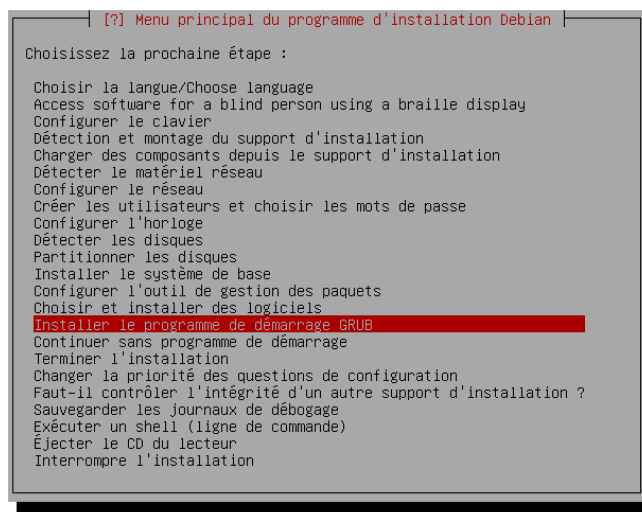 [?] Menu principal du programme d'installation Debian
Choisissez la prochaine étape :
Choisir la langue/Choose language
Access software for a blind person using a braille display
Configurer le clavier
Détection et montage du support d'installation
Charger des composants depuis le support d'installation
Détecter le matériel réseau
Configurer le réseau
Créer les utilisateurs et choisir les mots de passe
Configurer l'horloge
Détecter les disques
Partitionner les disques
Installer le système de base
Configurer l'outil de gestion des paquets
Choisir et installer des logiciels
Installer le programme de démarrage GRUB
Continuer sans programme de démarrage
Terminer l'installation
Changer la priorité des questions de configuration
Faut-il contrôler l'intégrité d'un autre support d'installation ?
Sauvegarder les journaux de débogage
Exécuter un shell (ligne de commande)
Éjecter le CD du lecteur
Interrompre l'installation